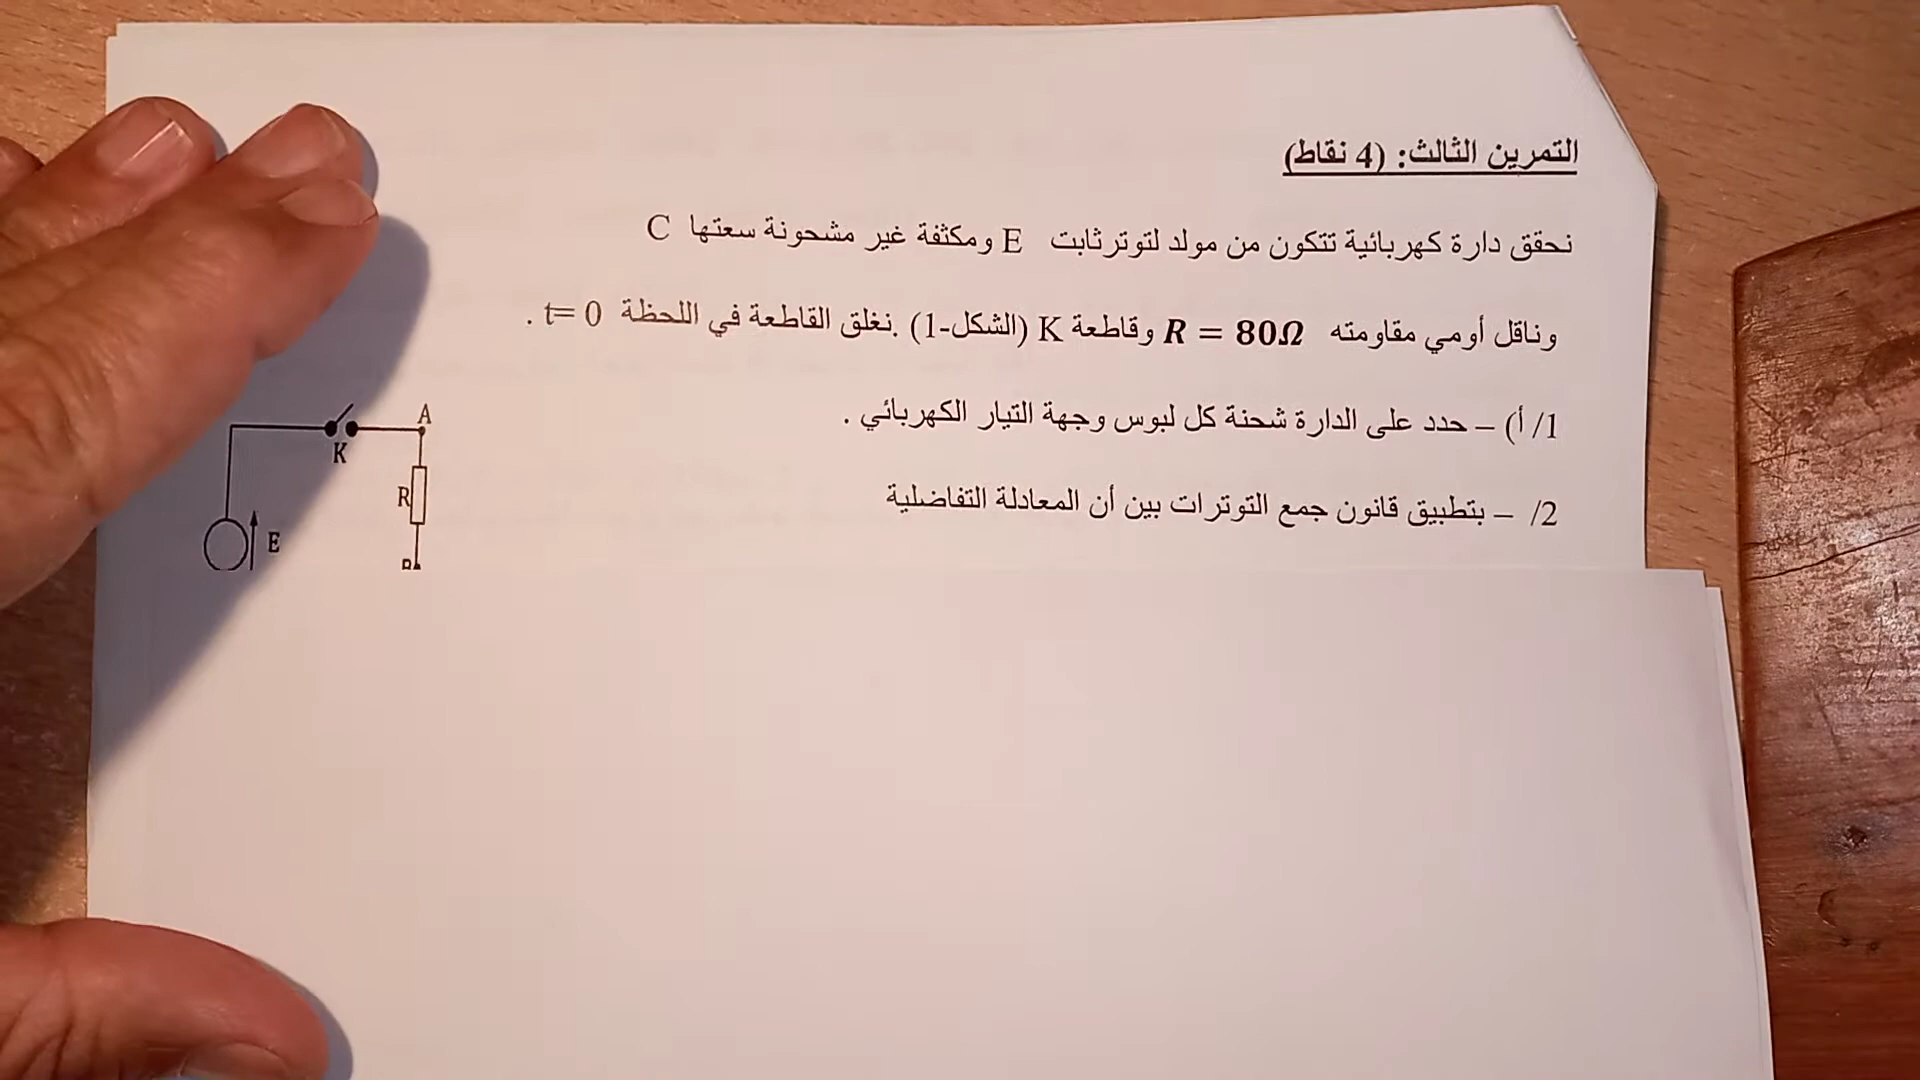 التمرين الثالث: (4 نقاط)
نحقق دارة كهربائية تتكون من مولد لتوترثابت E ومكثفة غير مشحونة سعتها C
وناقل أومي مقاومته R = 80Ω وقاطعة K (الشكل-1) .نغلق القاطعة في اللحظة t= 0 .
1/ أ) – حدد على الدارة شحنة كل لبوس وجهة التيار الكهربائي .
2/ – بتطبيق قانون جمع التوترات بين أن المعادلة التفاضلية
A
K
R
E